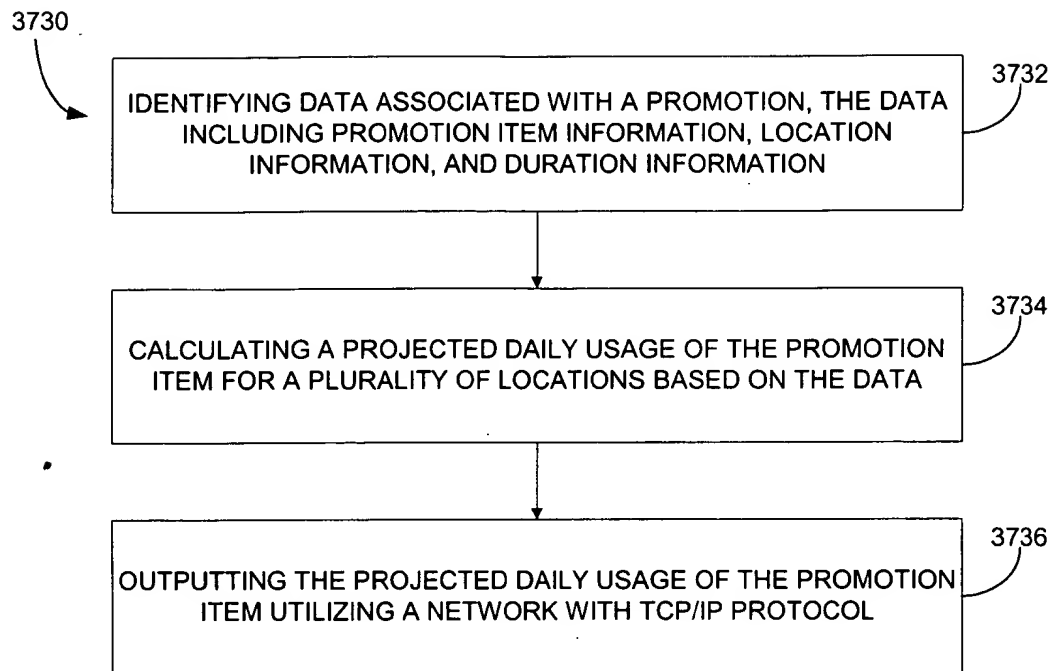 3730
3732
IDENTIFYING DATA ASSOCIATED WITH A PROMOTION, THE DATA
INCLUDING PROMOTION ITEM INFORMATION, LOCATION
INFORMATION, AND DURATION INFORMATION
3734
CALCULATING A PROJECTED DAILY USAGE OF THE PROMOTION
ITEM FOR A PLURALITY OF LOCATIONS BASED ON THE DATA
3736
OUTPUTTING THE PROJECTED DAILY USAGE OF THE PROMOTION
ITEM UTILIZING A NETWORK WITH TCP/IP PROTOCOL